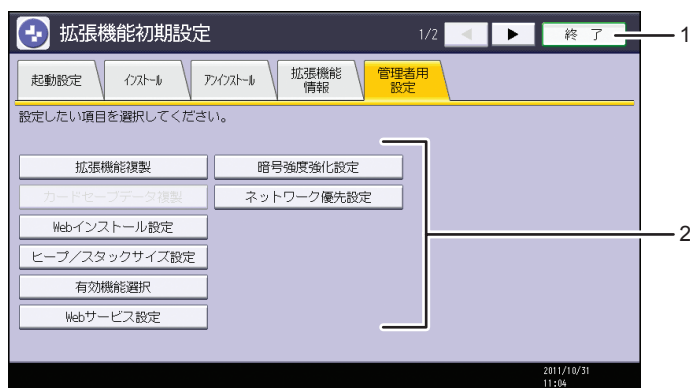 拡張機能初期設定
1/2
終 了
1
起動設定
インストール
アンインストール
拡張機能
情報
管理者用
設定
設定したい項目を選択してください。
拡張機能複製
暗号強度強化設定
カードセーブデータ複製
ネットワーク優先設定
Webインストール設定
2
ヒープ/スタックサイズ設定
有効機能選択
Webサービス設定
2011/10/31
11:04